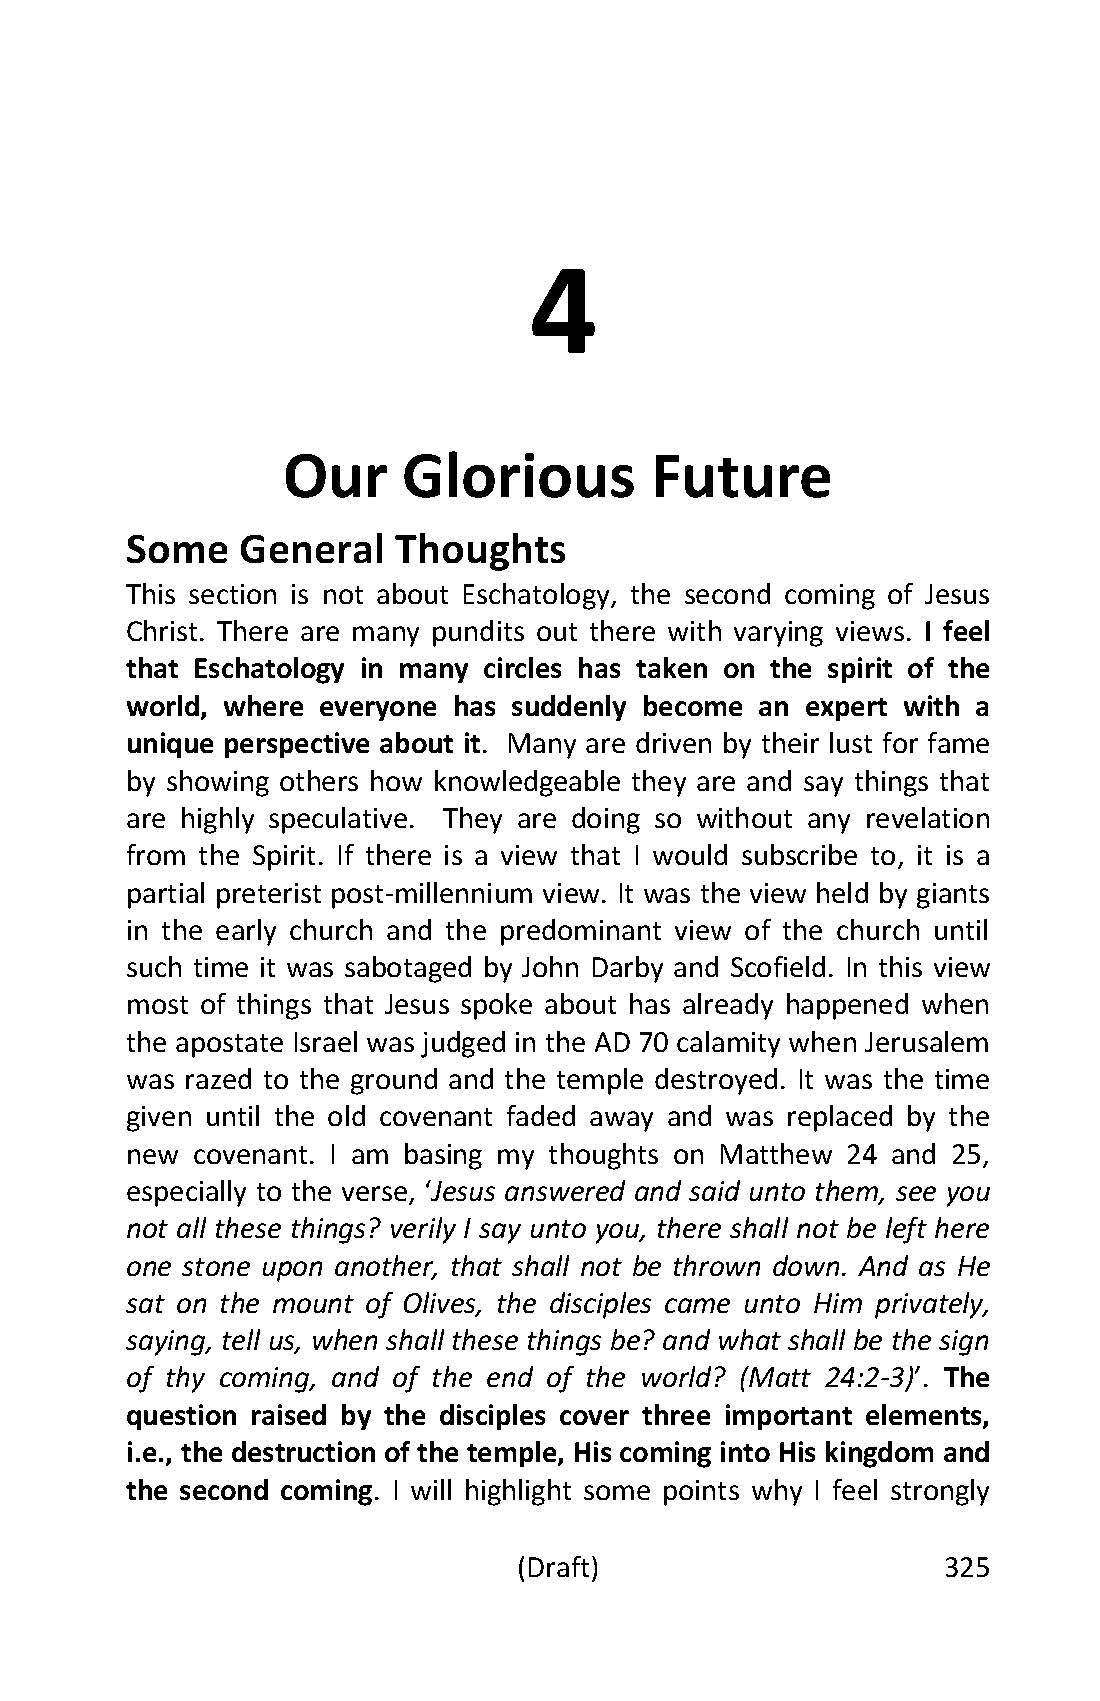 4
Our Glorious Future
Some General Thoughts
This section is not about Eschatology, the second coming of Jesus
Christ. There are many pundits out there with varying views. I feel
that Eschatology in many circles has taken on the spirit of the
world, where everyone has suddenly become an expert with a
unique perspective about it. Many are driven by their lust for fame
by showing others how knowledgeable they are and say things that
are highly speculative. They are doing so without any revelation
from the Spirit. If there is a view that I would subscribe to, it is a
partial preterist post-millennium view. It was the view held by giants
in the early church and the predominant view of the church until
such time it was sabotaged by John Darby and Scofield. In this view
most of things that Jesus spoke about has already happened when
the apostate Israel was judged in the AD 70 calamity when Jerusalem
was razed to the ground and the temple destroyed. It was the time
given until the old covenant faded away and was replaced by the
new covenant. I am basing my thoughts on Matthew 24 and 25,
especially to the verse, ‘Jesus answered and said unto them, see you
not all these things? verily I say unto you, there shall not be left here
one stone upon another, that shall not be thrown down. And as He
sat on the mount of Olives, the disciples came unto Him privately,
saying, tell us, when shall these things be? and what shall be the sign
of thy coming, and of the end of the world? (Matt 24:2-3)’. The
question raised by the disciples cover three important elements,
i.e., the destruction of the temple, His coming into His kingdom and
the second coming. I will highlight some points why I feel strongly
(Draft) 325